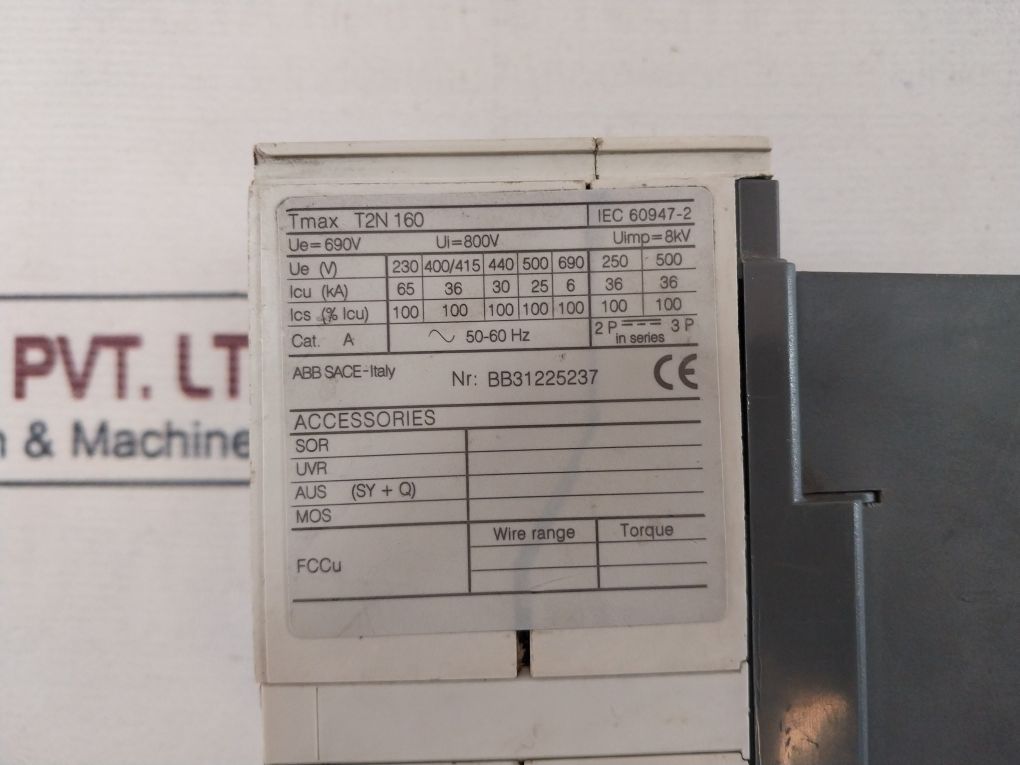 Tmax T2N 160 IEC 60947-2
Ue=690V Ui=800V Uimp=8kV
Ue (V) 230 400/415 440 500 690 250 500
Icu (kA) 65 36 30 25 6 36 36
Ics (% Icu) 100 100 100 100 100 100 100
Cat. A ~ 50-60 Hz 2 P 3 P
in series
ABB SACE-Italy Nr: BB31225237 CE
ACCESSORIES
SOR
UVR
AUS (SY + Q)
MOS
Wire range Torque
FCCu
PVT. LT
& Machine